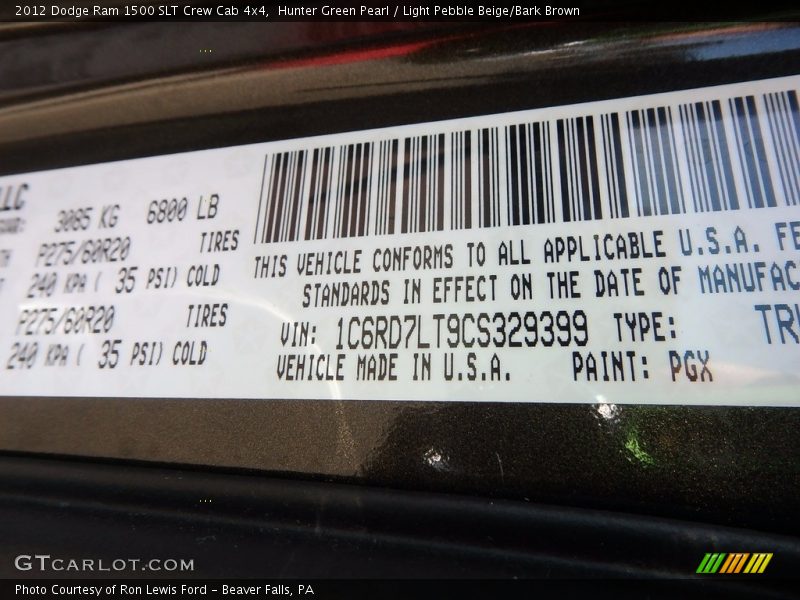 2012 Dodge Ram 1500 SLT Crew Cab 4x4, Hunter Green Pearl / Light Pebble Beige/Bark Brown
LLC
3085 KG 6800 LB
P275/60R20 TIRES
240 KPA ( 35 PSI) COLD
P275/60R20 TIRES
240 KPA ( 35 PSI) COLD
THIS VEHICLE CONFORMS TO ALL APPLICABLE U.S.A. FE
STANDARDS IN EFFECT ON THE DATE OF MANUFAC
VIN: 1C6RD7LT9CS329399 TYPE: TRU
VEHICLE MADE IN U.S.A. PAINT: PGX
GTCARLOT.COM
Photo Courtesy of Ron Lewis Ford - Beaver Falls, PA